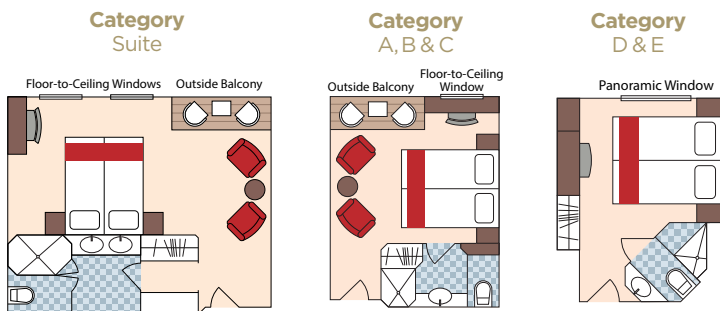 Category
Suite
Floor-to-Ceiling Windows
Outside Balcony
Category
A, B & C
Outside Balcony
Floor-to-Ceiling
Window
Category
D & E
Panoramic Window